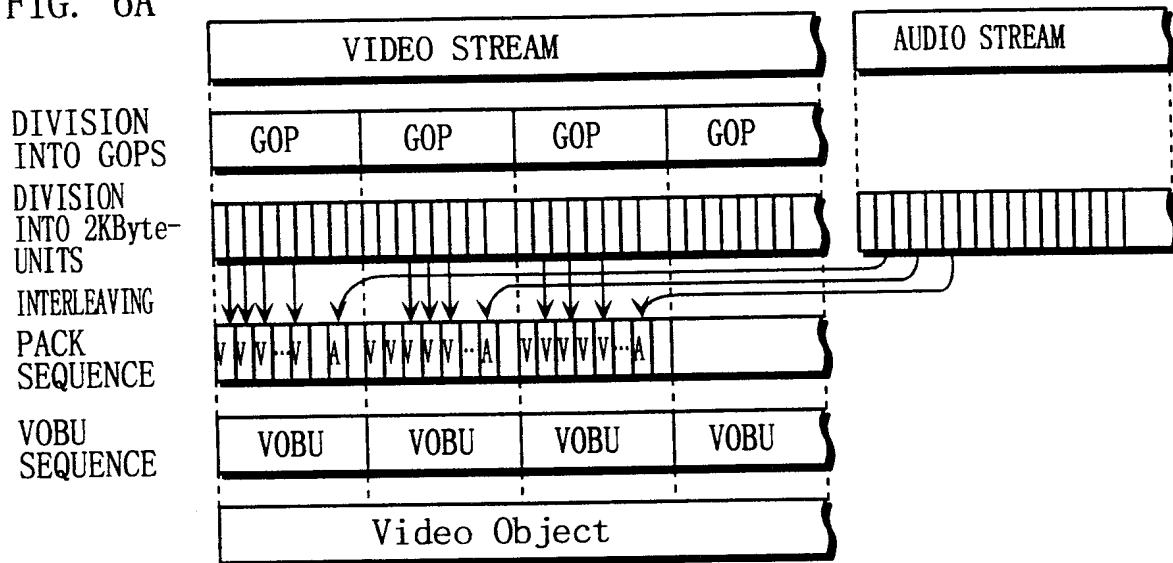 FIG. 6A
VIDEO STREAM
AUDIO STREAM
DIVISION
INTO GOPS
GOP GOP GOP GOP
DIVISION
INTO 2KByte-
UNITS
INTERLEAVING
PACK
SEQUENCE
V V V ... V A V V V V V .. A V V V V V ... A
VOBU
SEQUENCE
VOBU VOBU VOBU VOBU
Video Object